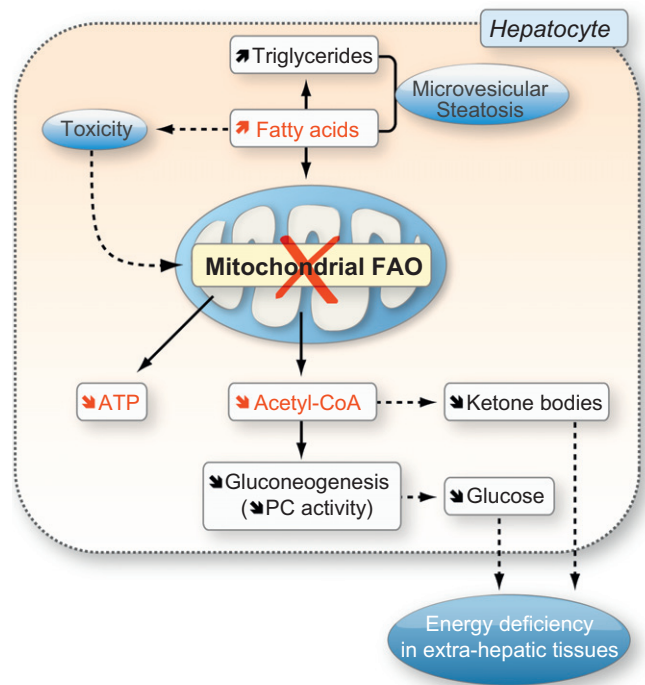 Hepatocyte
Triglycerides
Microvesicular
Steatosis
Toxicity
Fatty acids
Mitochondrial FAO
ATP
Acetyl-CoA
Ketone bodies
Gluconeogenesis
(PC activity)
Glucose
Energy deficiency
in extra-hepatic tissues